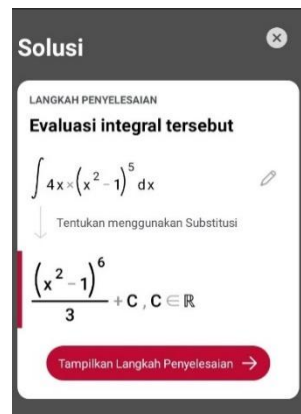 Solusi
LANGKAH PENYELESAIAN
Evaluasi integral tersebut
∫ 4x×(x² - 1)⁵ dx
Tentukan menggunakan Substitusi
(x² - 1)⁶
3
+ C , C ∈ ℝ
Tampilkan Langkah Penyelesaian →